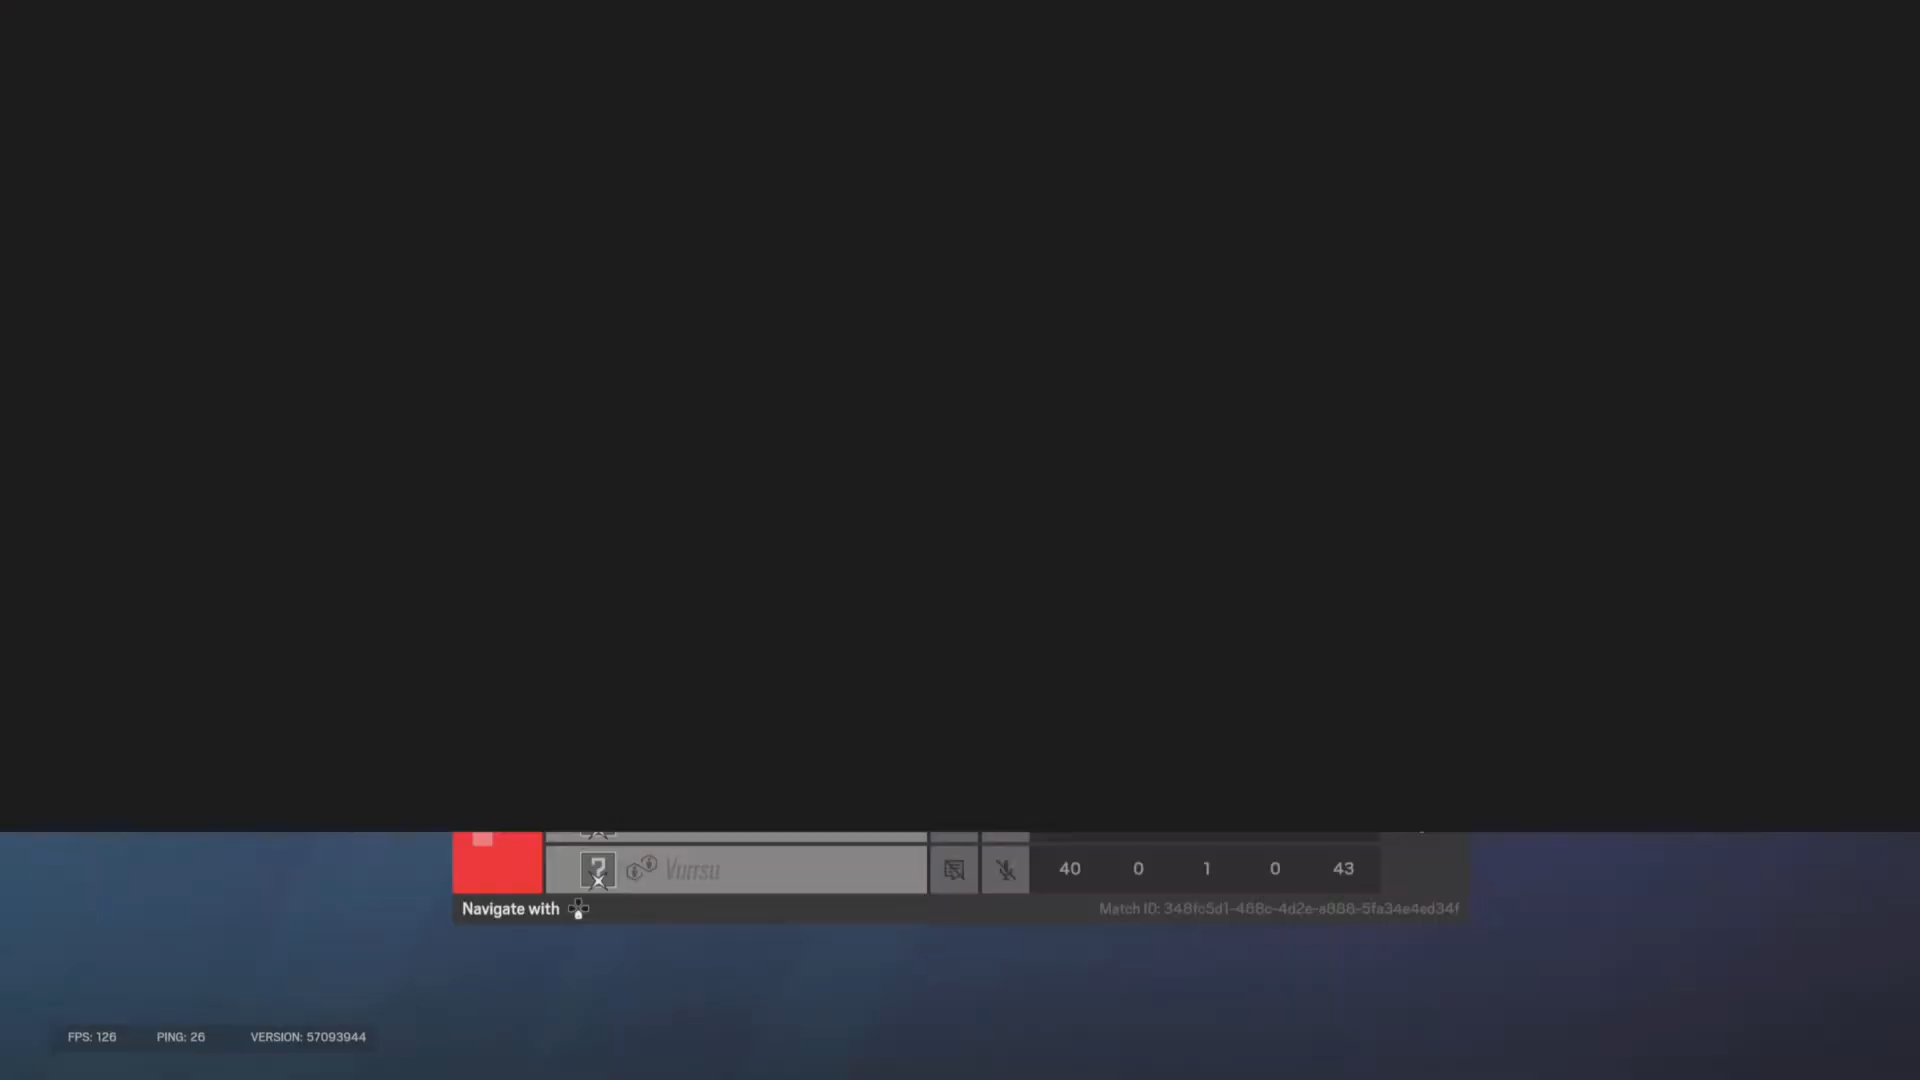 Vurrsu 40 0 1 0 43
Navigate with Match ID: 348fc5d1-468c-4d2e-a888-5fa34e4ed34f
FPS: 126 PING: 26 VERSION: 57093944